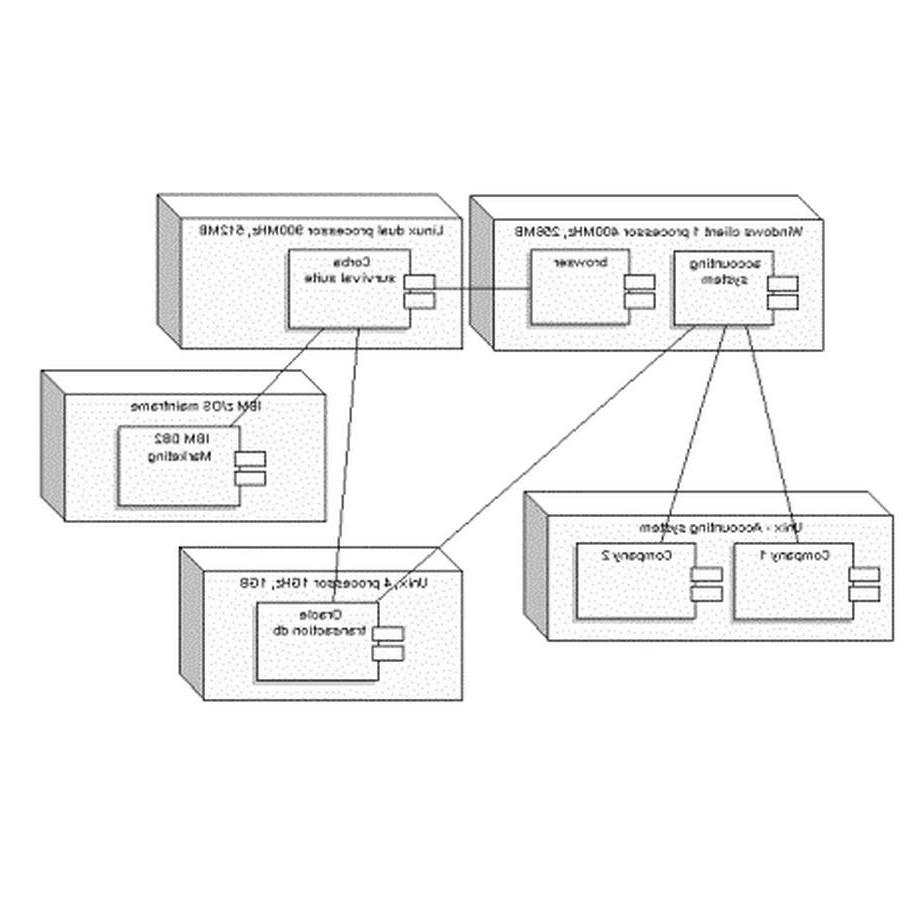 Windows client 1 processor 400MHz, 256MB
accounting
system
browser
Linux dual processor 900MHz, 512MB
Corba
survival suite
IBM z/OS mainframe
IBM DB2
Marketing
Unix - Accounting system
Company 1
Company 2
Unix, 4 processor 1GHz, 1GB
Oracle
transaction db